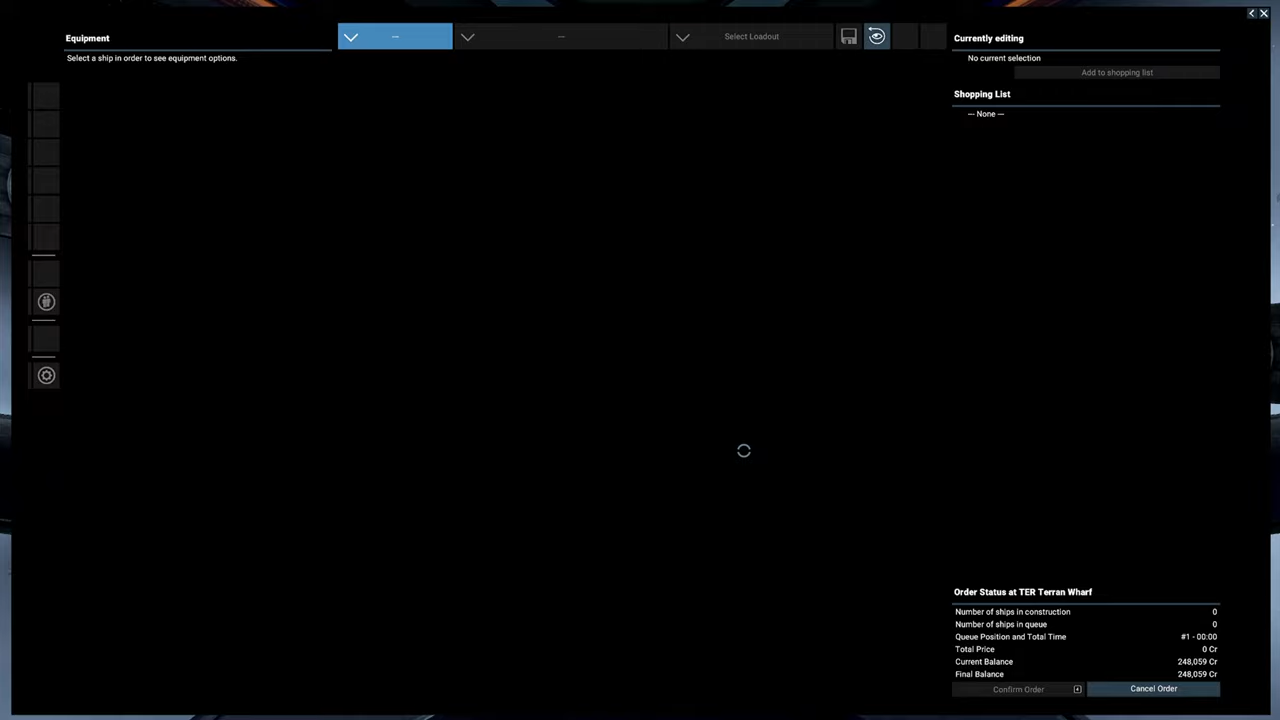 Equipment
Select a ship in order to see equipment options.
---
---
Select Loadout
Currently editing
No current selection
Add to shopping list
Shopping List
--- None ---
Order Status at TER Terran Wharf
Number of ships in construction 0
Number of ships in queue 0
Queue Position and Total Time #1 - 00:00
Total Price 0 Cr
Current Balance 248,059 Cr
Final Balance 248,059 Cr
Confirm Order
Cancel Order